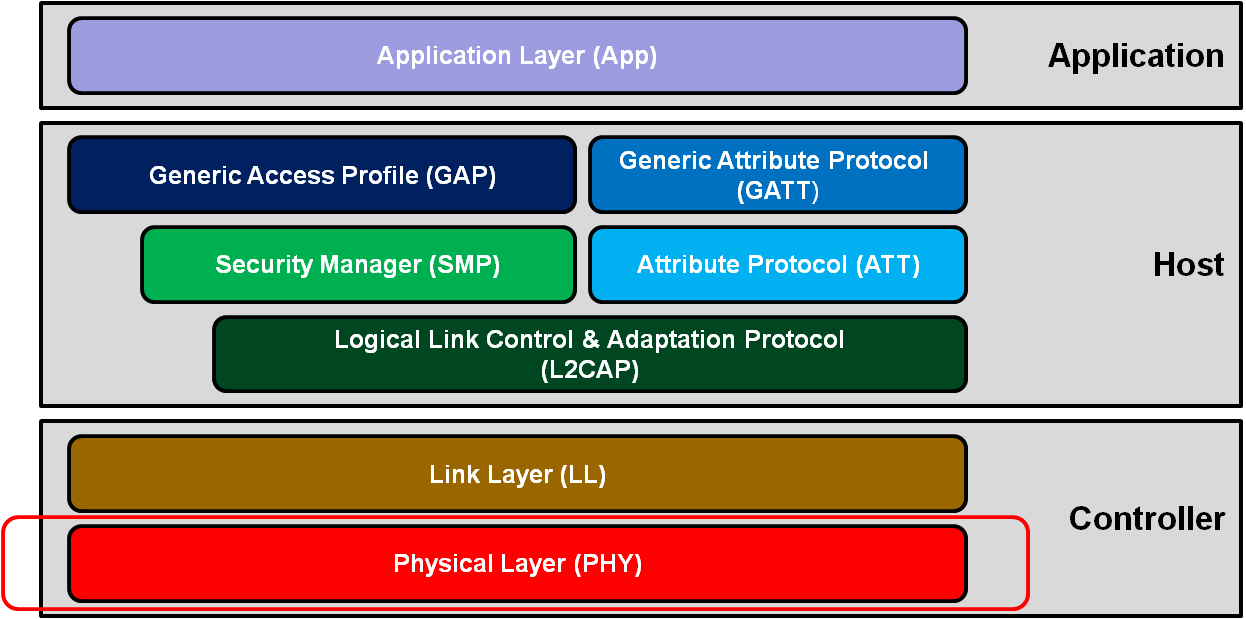 Application Layer (App)
Application
Generic Access Profile (GAP)
Generic Attribute Protocol
(GATT)
Security Manager (SMP)
Attribute Protocol (ATT)
Host
Logical Link Control & Adaptation Protocol
(L2CAP)
Link Layer (LL)
Controller
Physical Layer (PHY)